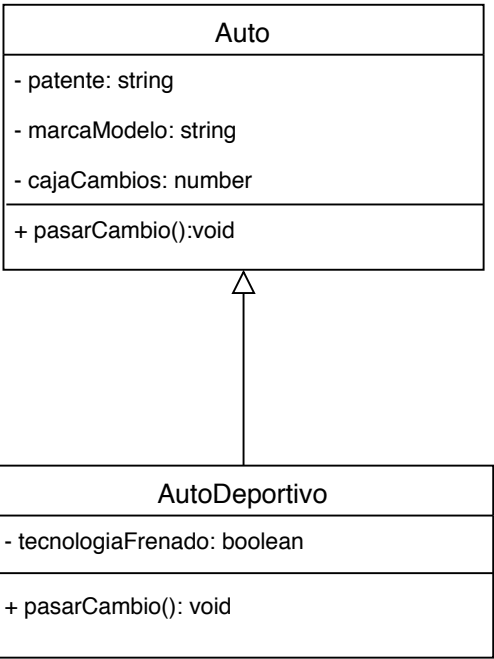 Auto
- patente: string
- marcaModelo: string
- cajaCambios: number
+ pasarCambio():void
AutoDeportivo
- tecnologiaFrenado: boolean
+ pasarCambio(): void